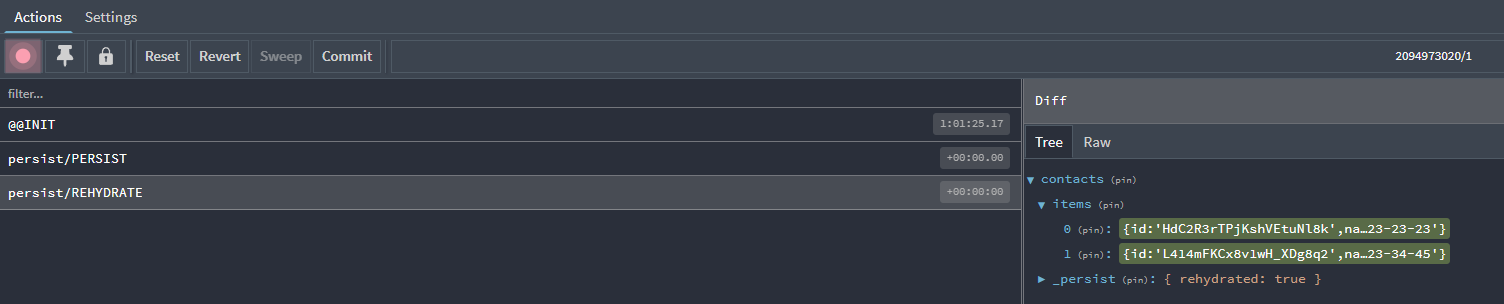 Actions Settings
Reset Revert Sweep Commit 2094973020/1
filter...
@@INIT 1:01:25.17
persist/PERSIST +00:00.00
persist/REHYDRATE +00:00:00
Diff
Tree Raw
▼ contacts (pin)
▼ items (pin)
0 (pin): {id:'HdC2R3rTPjKshVEtuNl8k',na…23-23-23'}
1 (pin): {id:'L4l4mFKCx8v1wH_XDg8q2',na…23-34-45'}
▶ _persist (pin): { rehydrated: true }